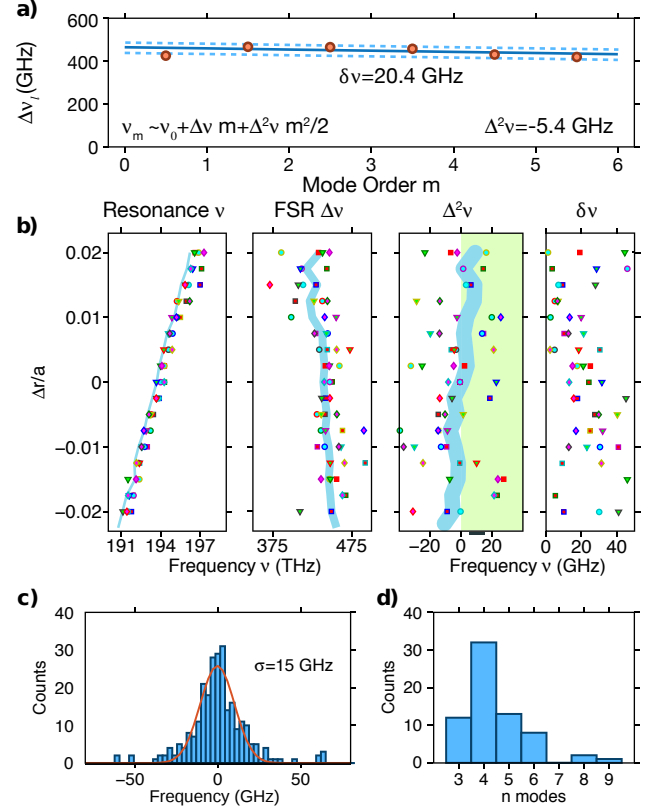 a)
600
400
200
0
Δν_l (GHz)
δν=20.4 GHz
ν_m ~ν_0+Δν m+Δ²ν m²/2
Δ²ν=-5.4 GHz
0 1 2 3 4 5 6
Mode Order m
b)
Resonance ν FSR Δν Δ²ν δν
0.02
0.01
0
−0.01
−0.02
Δr/a
191 194 197 375 475 −20 0 20 0 20 40
Frequency ν (THz) Frequency ν (GHz)
c)
40
30
20
10
0
Counts
σ=15 GHz
−50 0 50
Frequency (GHz)
d)
40
30
20
10
0
Counts
3 4 5 6 7 8 9
n modes